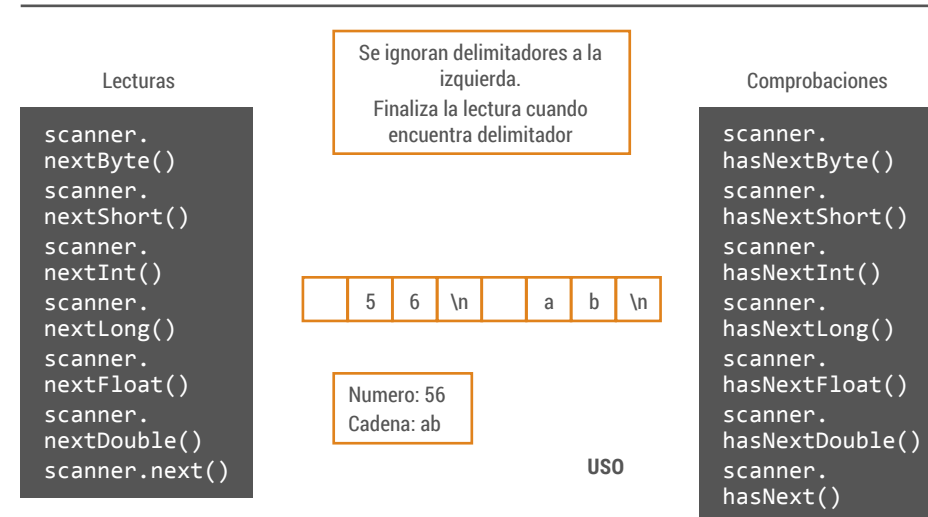 Lecturas
scanner.
nextByte()
scanner.
nextShort()
scanner.
nextInt()
scanner.
nextLong()
scanner.
nextFloat()
scanner.
nextDouble()
scanner.next()
Se ignoran delimitadores a la
izquierda.
Finaliza la lectura cuando
encuentra delimitador
5 6 \n a b \n
Numero: 56
Cadena: ab
USO
Comprobaciones
scanner.
hasNextByte()
scanner.
hasNextShort()
scanner.
hasNextInt()
scanner.
hasNextLong()
scanner.
hasNextFloat()
scanner.
hasNextDouble()
scanner.
hasNext()